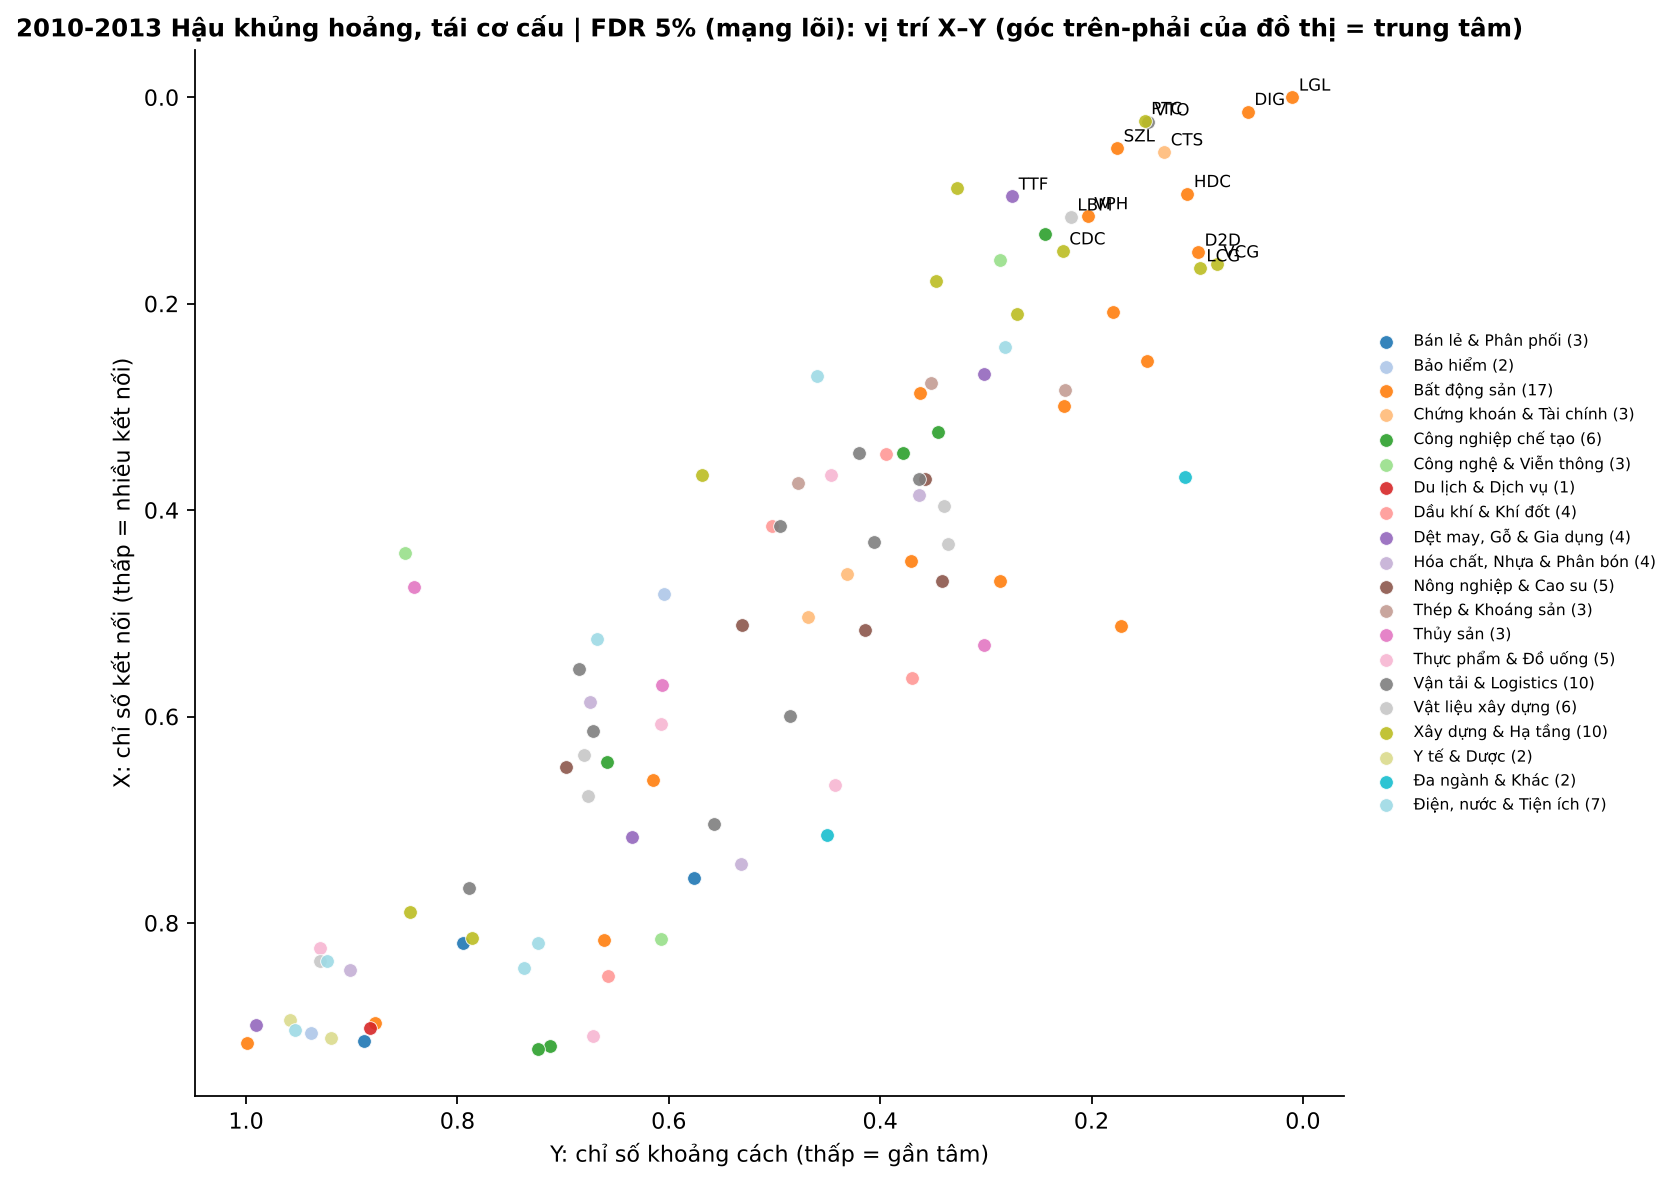 2010-2013 Hậu khủng hoảng, tái cơ cấu | FDR 5% (mạng lõi): vị trí X–Y (góc trên-phải của đồ thị = trung tâm)
LGL
DIG
PTC
VTO
SZL
CTS
TTF
HDC
LBM
VPH
CDC
D2D
VCG
LCG
X: chỉ số kết nối (thấp = nhiều kết nối)
0.0
0.2
0.4
0.6
0.8
1.0
0.8
0.6
0.4
0.2
0.0
Y: chỉ số khoảng cách (thấp = gần tâm)
Bán lẻ & Phân phối (3)
Bảo hiểm (2)
Bất động sản (17)
Chứng khoán & Tài chính (3)
Công nghiệp chế tạo (6)
Công nghệ & Viễn thông (3)
Du lịch & Dịch vụ (1)
Dầu khí & Khí đốt (4)
Dệt may, Gỗ & Gia dụng (4)
Hóa chất, Nhựa & Phân bón (4)
Nông nghiệp & Cao su (5)
Thép & Khoáng sản (3)
Thủy sản (3)
Thực phẩm & Đồ uống (5)
Vận tải & Logistics (10)
Vật liệu xây dựng (6)
Xây dựng & Hạ tầng (10)
Y tế & Dược (2)
Đa ngành & Khác (2)
Điện, nước & Tiện ích (7)